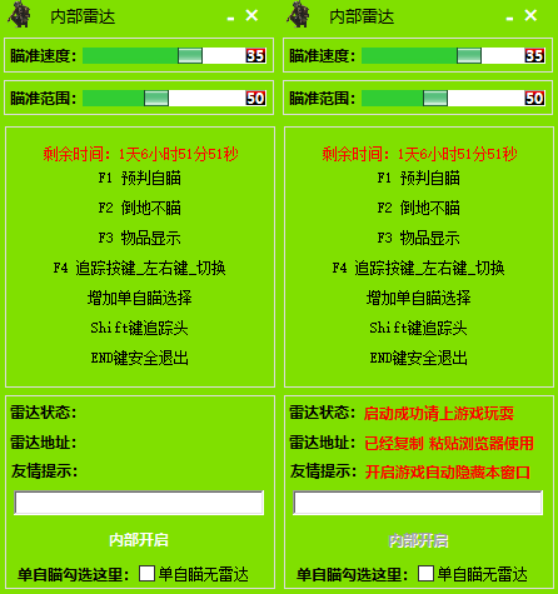 内部雷达
瞄准速度： 35
瞄准范围： 50
剩余时间：1天6小时51分51秒
F1 预判自瞄
F2 倒地不瞄
F3 物品显示
F4 追踪按键_左右键_切换
增加单自瞄选择
Shift键追踪头
END键安全退出
雷达状态：
雷达地址：
友情提示：
内部开启
单自瞄勾选这里： 单自瞄无雷达
内部雷达
瞄准速度： 35
瞄准范围： 50
剩余时间：1天6小时51分51秒
F1 预判自瞄
F2 倒地不瞄
F3 物品显示
F4 追踪按键_左右键_切换
增加单自瞄选择
Shift键追踪头
END键安全退出
雷达状态：启动成功请上游戏玩耍
雷达地址：已经复制 粘贴浏览器使用
友情提示：开启游戏自动隐藏本窗口
内部开启
单自瞄勾选这里： 单自瞄无雷达